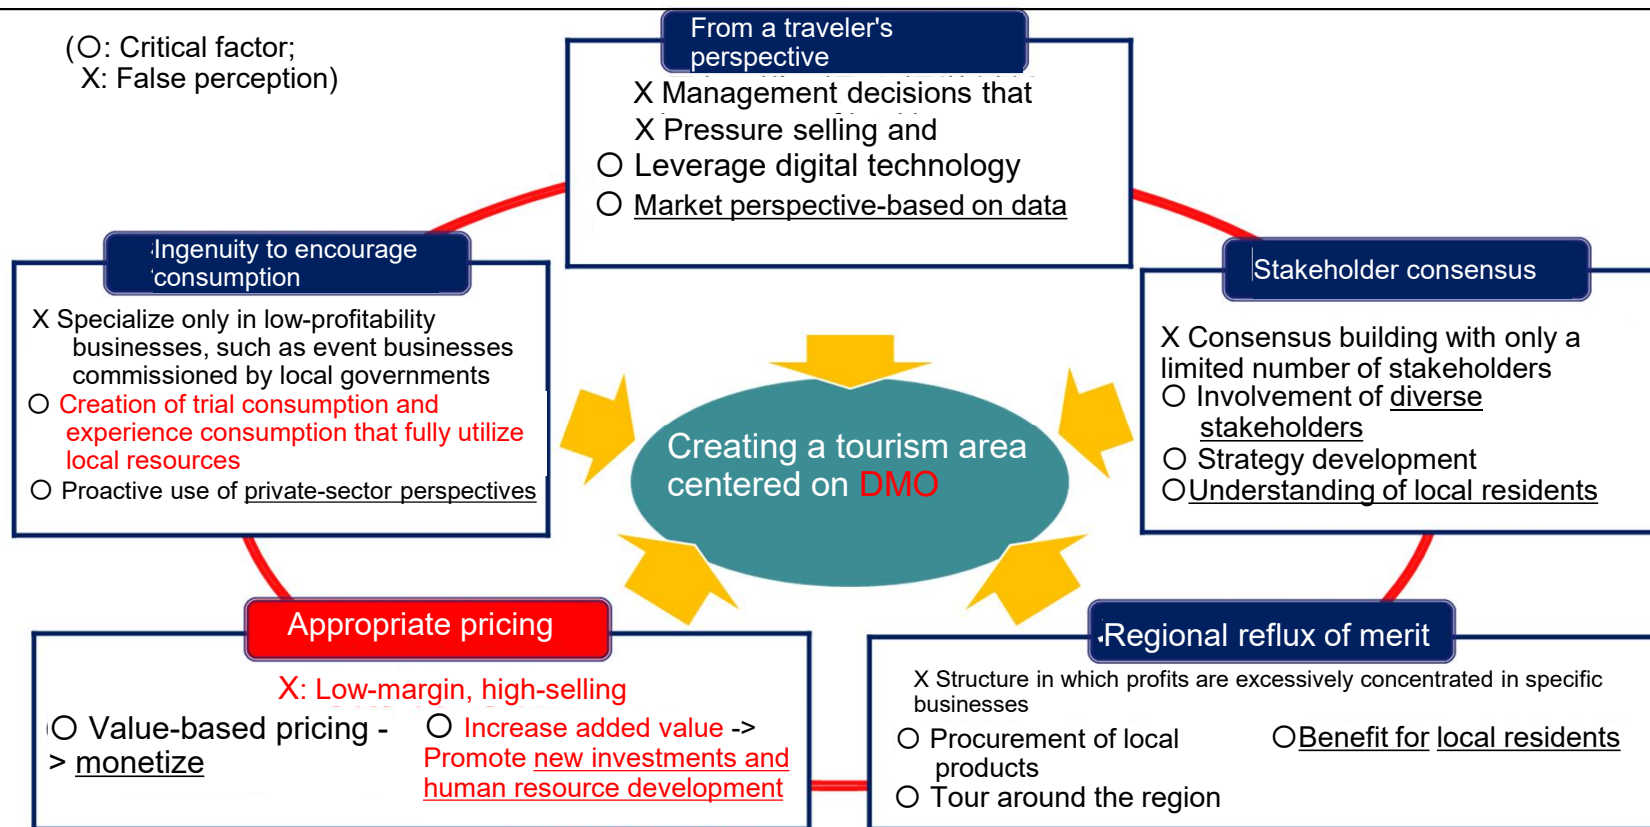 (○: Critical factor;
X: False perception)
From a traveler's
perspective
X Management decisions that
X Pressure selling and
○ Leverage digital technology
○ Market perspective-based on data
Ingenuity to encourage
consumption
X Specialize only in low-profitability
businesses, such as event businesses
commissioned by local governments
○ Creation of trial consumption and
experience consumption that fully utilize
local resources
○ Proactive use of private-sector perspectives
Stakeholder consensus
X Consensus building with only a
limited number of stakeholders
○ Involvement of diverse
stakeholders
○ Strategy development
○Understanding of local residents
Creating a tourism area
centered on DMO
Appropriate pricing
X: Low-margin, high-selling
○ Value-based pricing -
> monetize
○ Increase added value ->
Promote new investments and
human resource development
Regional reflux of merit
X Structure in which profits are excessively concentrated in specific
businesses
○ Procurement of local
products
○ Tour around the region
○Benefit for local residents